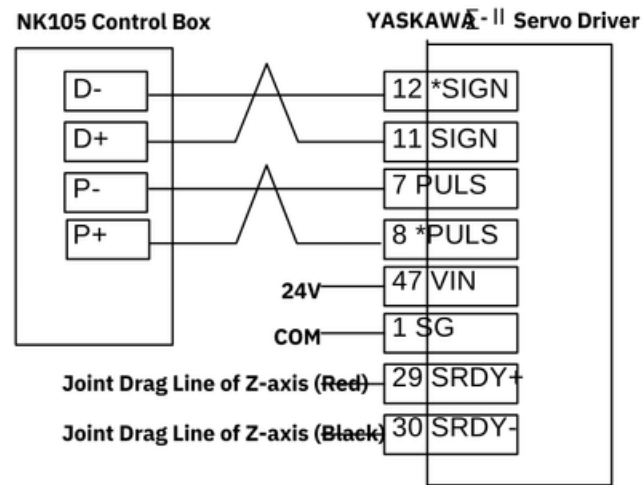 NK105 Control Box
YASKAWA Σ-II Servo Driver
D-
12 *SIGN
D+
11 SIGN
P-
7 PULS
P+
8 *PULS
24V
47 VIN
COM
1 SG
Joint Drag Line of Z-axis (Red)
29 SRDY+
Joint Drag Line of Z-axis (Black)
30 SRDY-